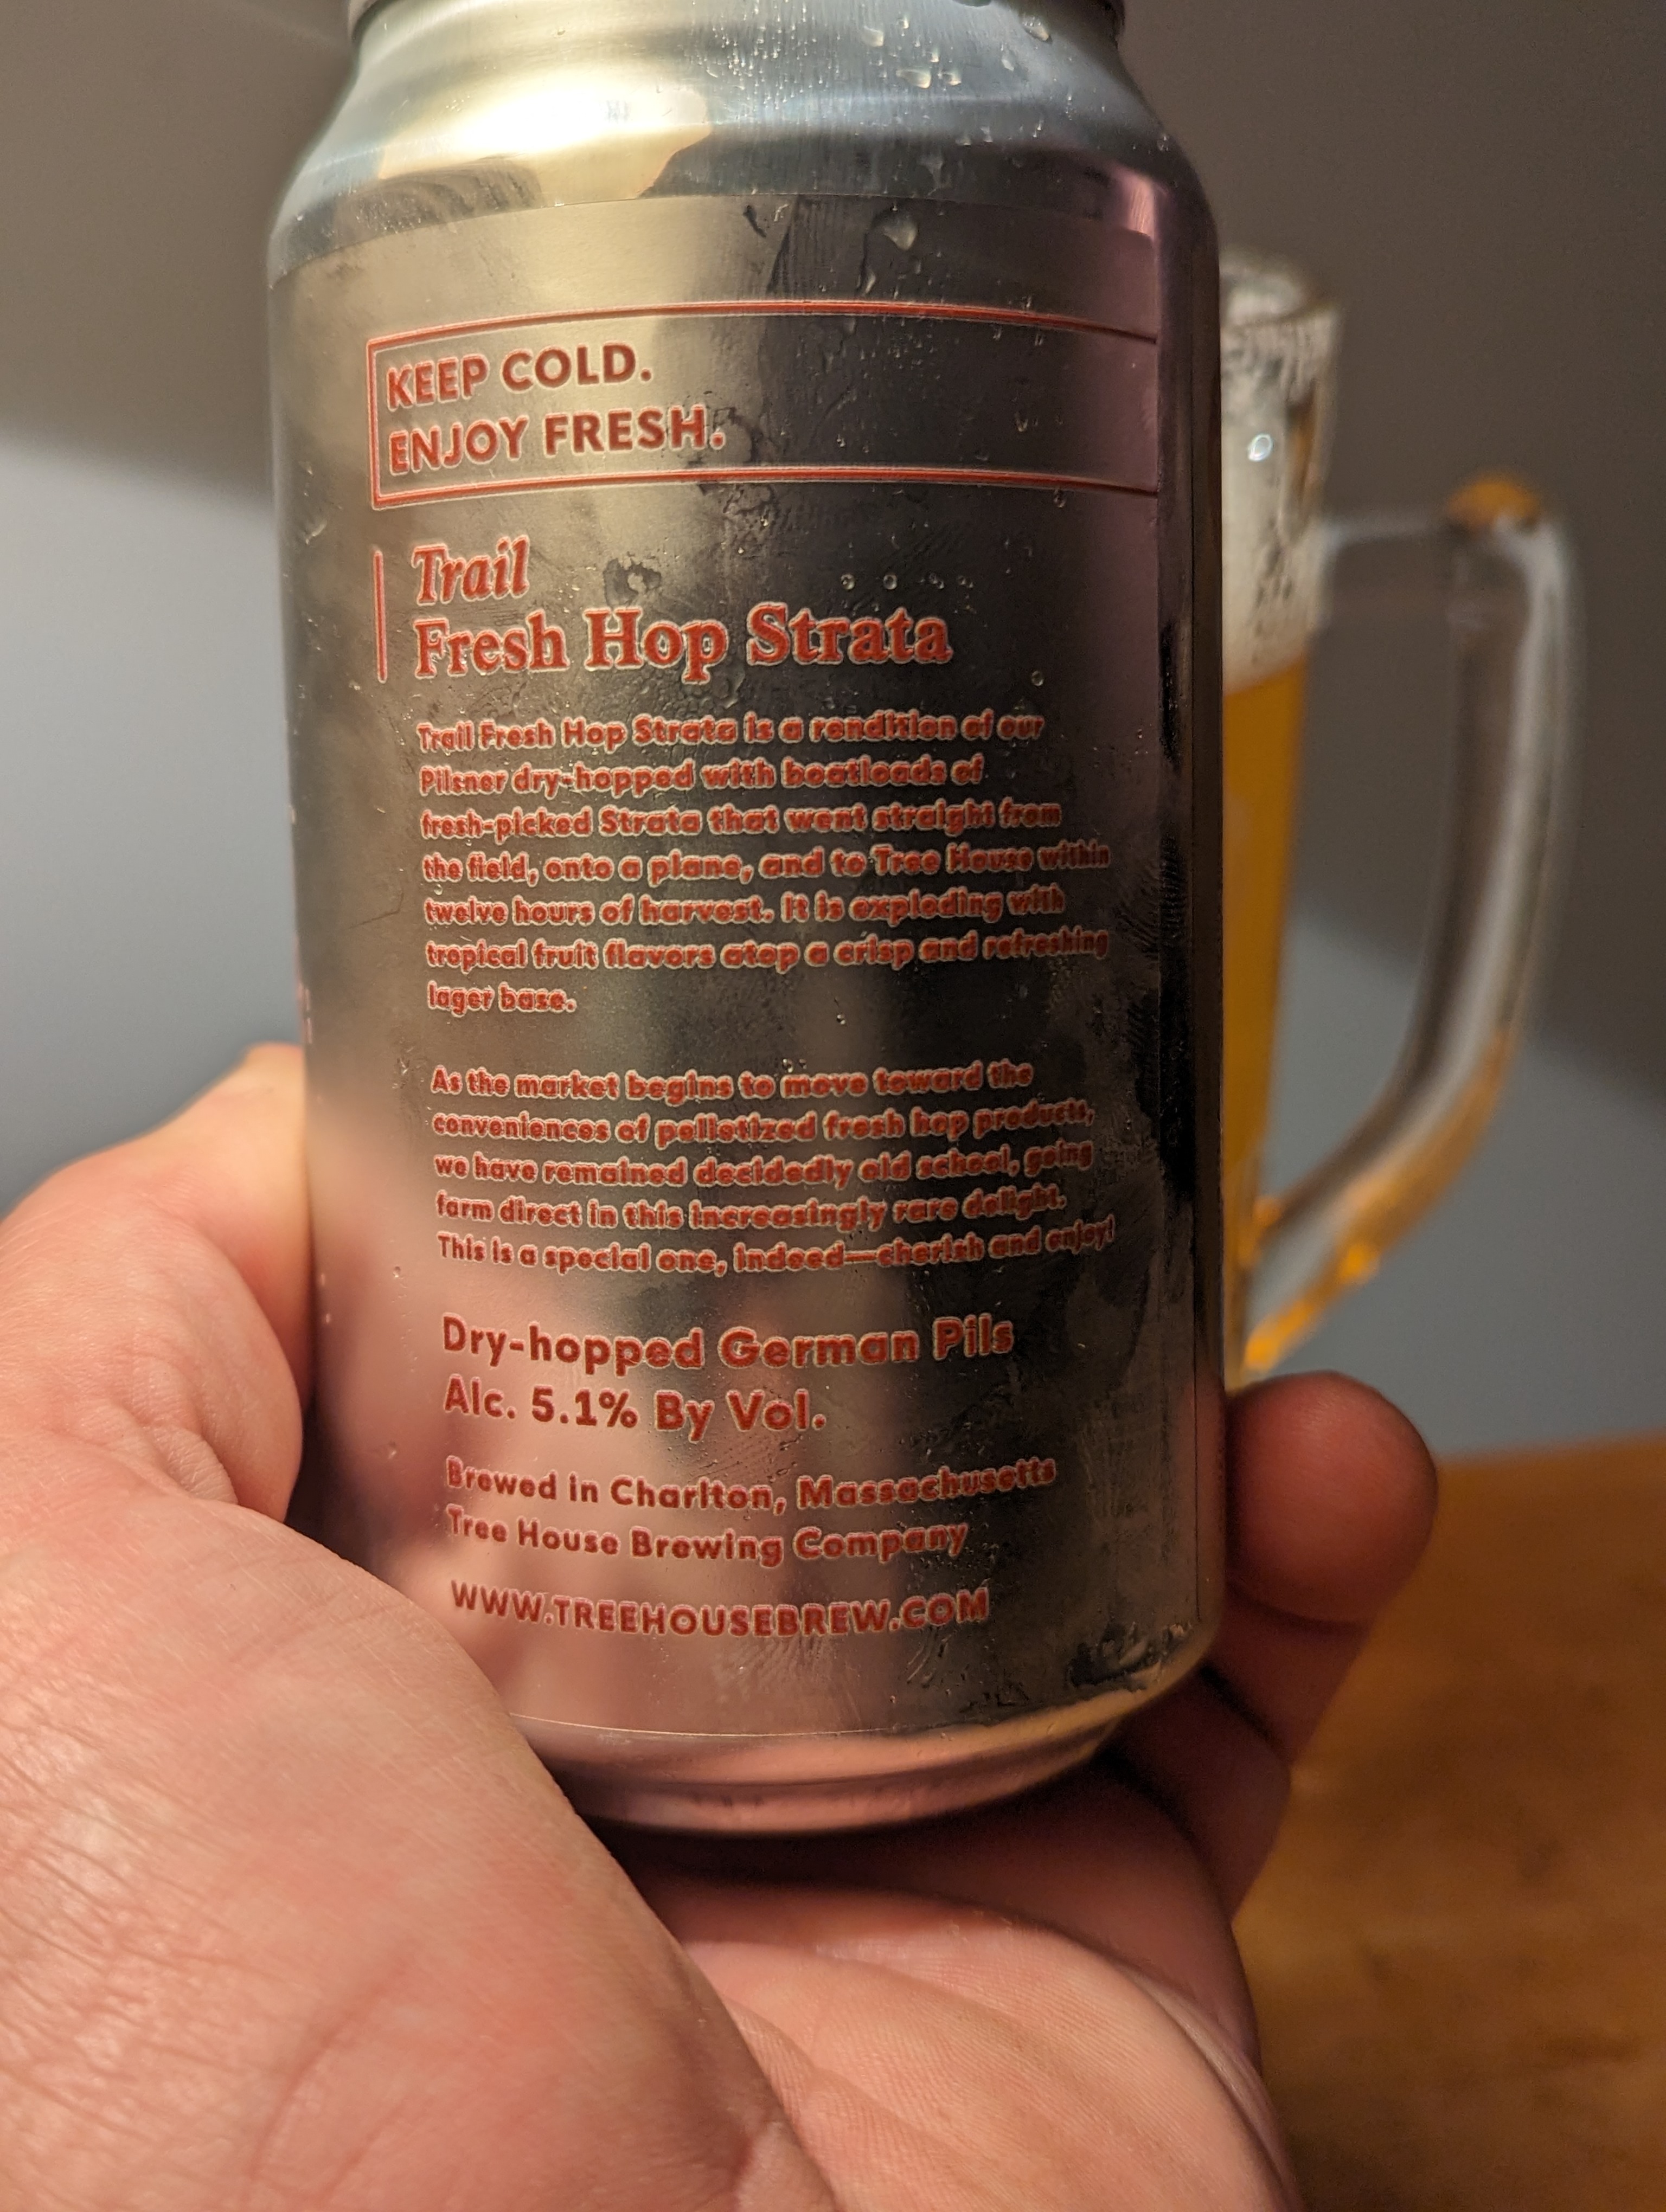 KEEP COLD.
ENJOY FRESH.
Trail
Fresh Hop Strata
Trail Fresh Hop Strata is a rendition of our
Pilsner dry-hopped with boatloads of
fresh-picked Strata that went straight from
the field, onto a plane, and to Tree House within
twelve hours of harvest. It is exploding with
tropical fruit flavors atop a crisp and refreshing
lager base.
As the market begins to move toward the
conveniences of pelletized fresh hop products,
we have remained decidedly old school, going
farm direct in this increasingly rare delight.
This is a special one, indeed—cherish and enjoy!
Dry-hopped German Pils
Alc. 5.1% By Vol.
Brewed in Charlton, Massachusetts
Tree House Brewing Company
WWW.TREEHOUSEBREW.COM